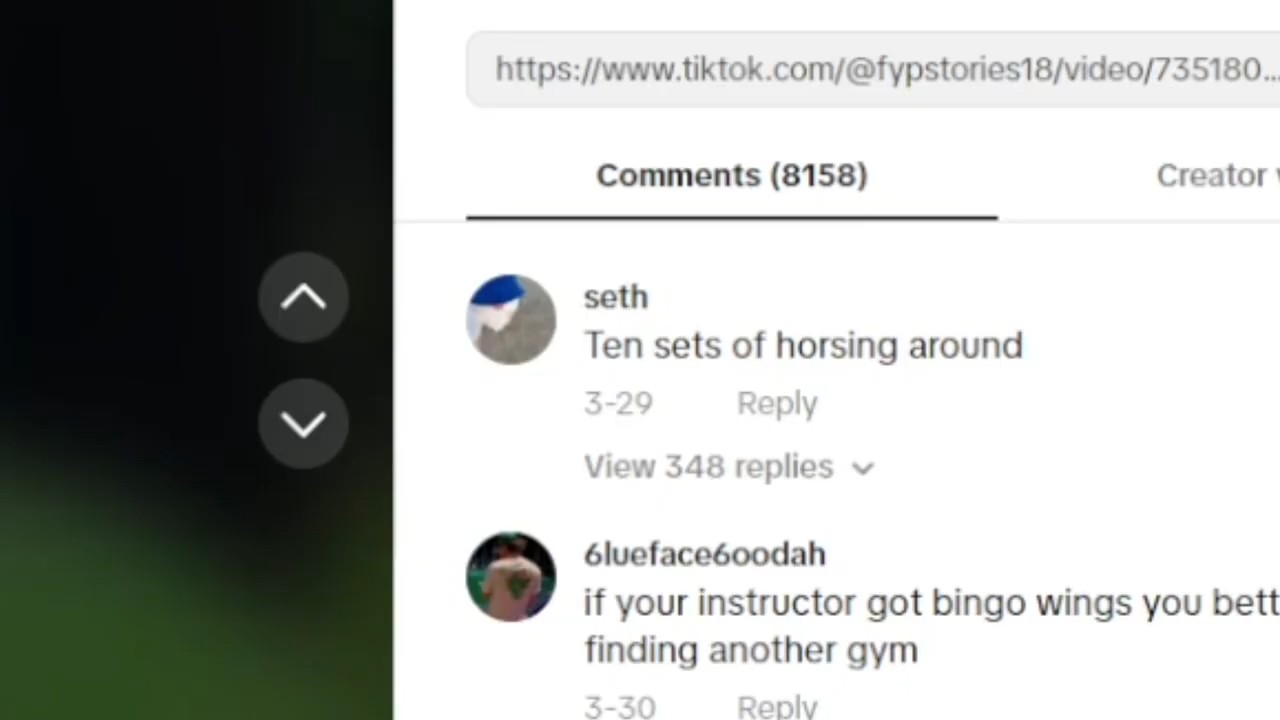 https://www.tiktok.com/@fypstories18/video/735180...
Comments (8158)
Creator
seth
Ten sets of horsing around
3-29 Reply
View 348 replies
6lueface6oodah
if your instructor got bingo wings you
finding another gym
3-30 Reply